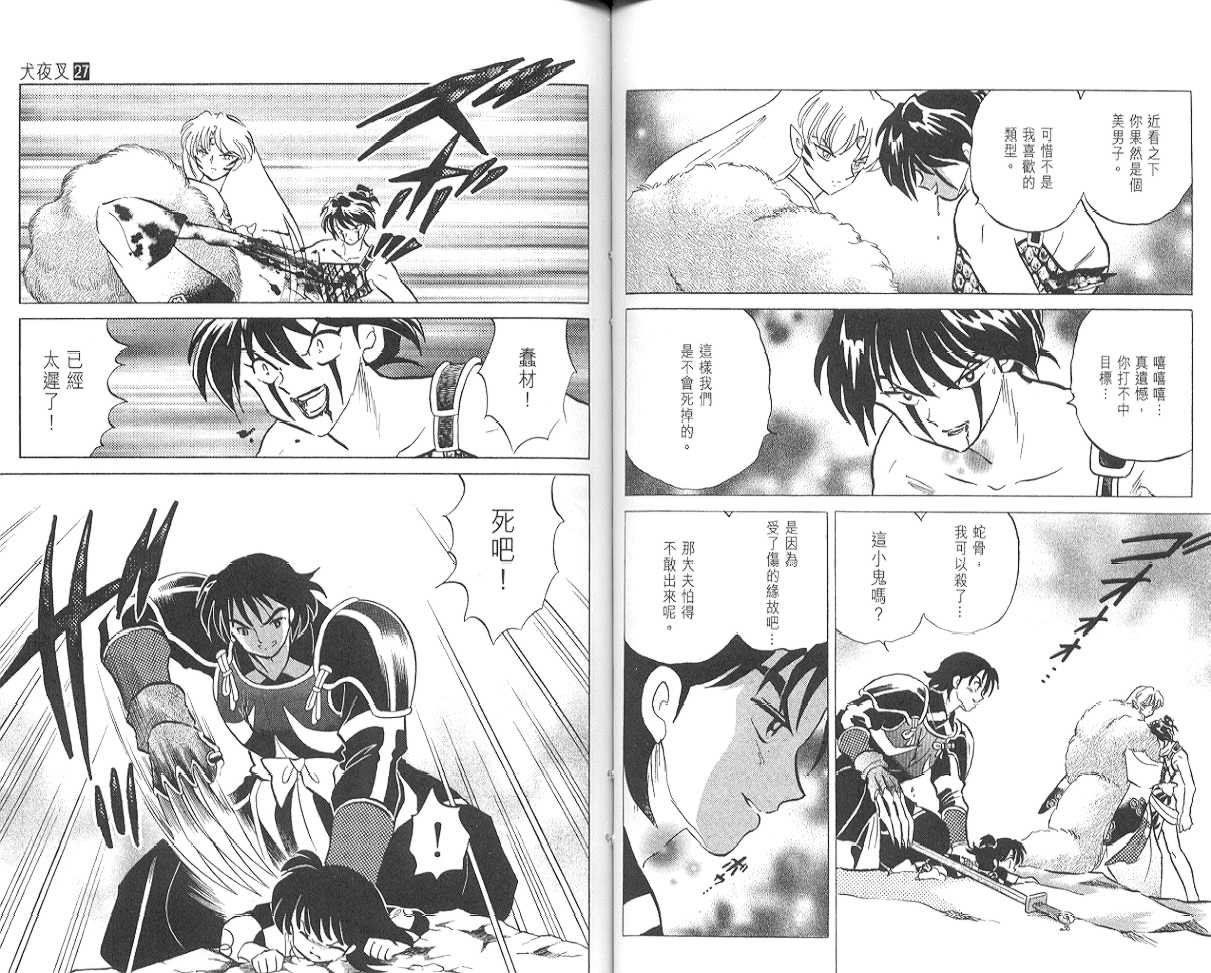 近看之下
你果然是個
美男子。
可惜不是
我喜歡的
類型。
嘻嘻嘻…
真遺憾，
你打不中
目標…
這樣我們
是不會死掉的。
ゴオオオ…
蛇骨，
我可以殺了…
這小鬼嗎？
是因為
受了傷的緣故吧…
那大夫怕得
不敢出來呢。
犬夜叉 27
蠢材！
已經
太遲了！
死吧！
！